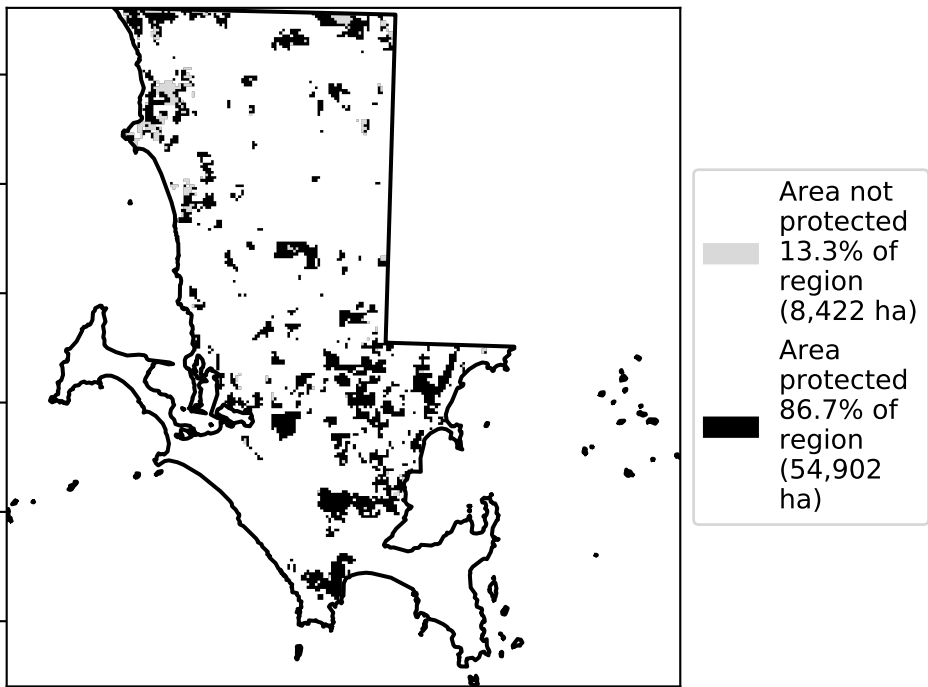 Area not
protected
13.3% of
region
(8,422 ha)
Area
protected
86.7% of
region
(54,902
ha)